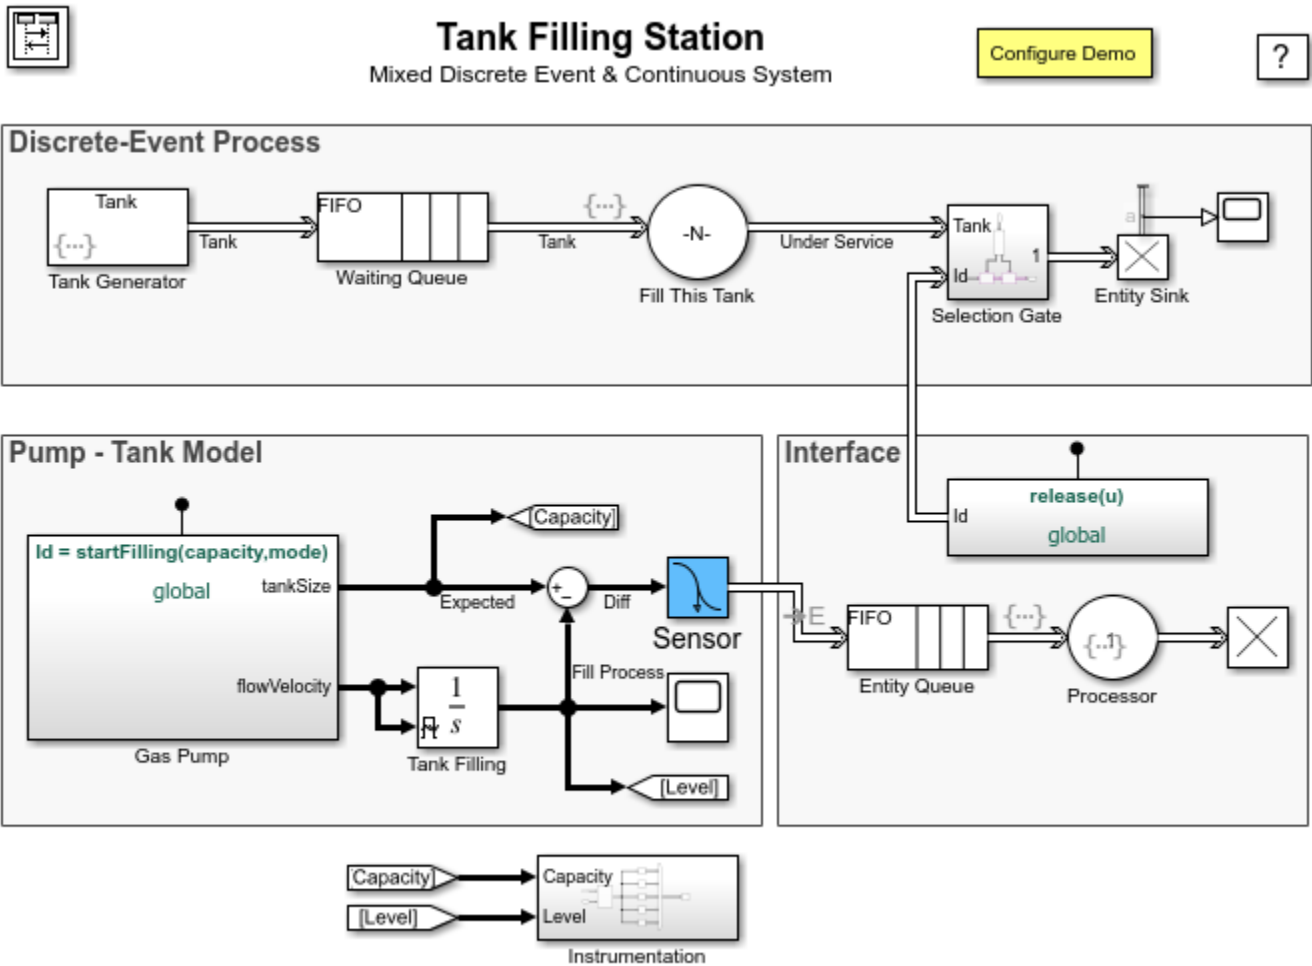 Tank Filling Station
Mixed Discrete Event & Continuous System
Configure Demo
?
Discrete-Event Process
Tank
{...}
Tank Generator
Tank
FIFO
Waiting Queue
Tank
{...}
-N-
Fill This Tank
Under Service
Tank
Id
1
Selection Gate
a
Entity Sink
Pump - Tank Model
Id = startFilling(capacity,mode)
global
tankSize
flowVelocity
Gas Pump
[Capacity]
Expected
+
-
Diff
Sensor
Fill Process
1
s
Tank Filling
[Level]
Interface
release(u)
global
Id
E
FIFO
Entity Queue
{...}
{..1}
Processor
[Capacity]
[Level]
Capacity
Level
Instrumentation